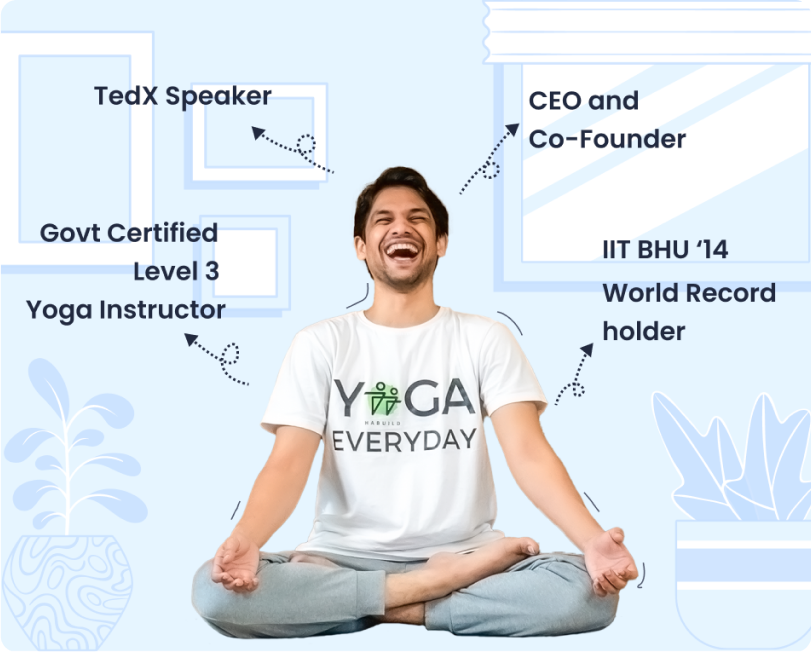 TedX Speaker
CEO and
Co-Founder
Govt Certified
Level 3
Yoga Instructor
IIT BHU ‘14
World Record
holder
YOGA
HABUILD
EVERYDAY